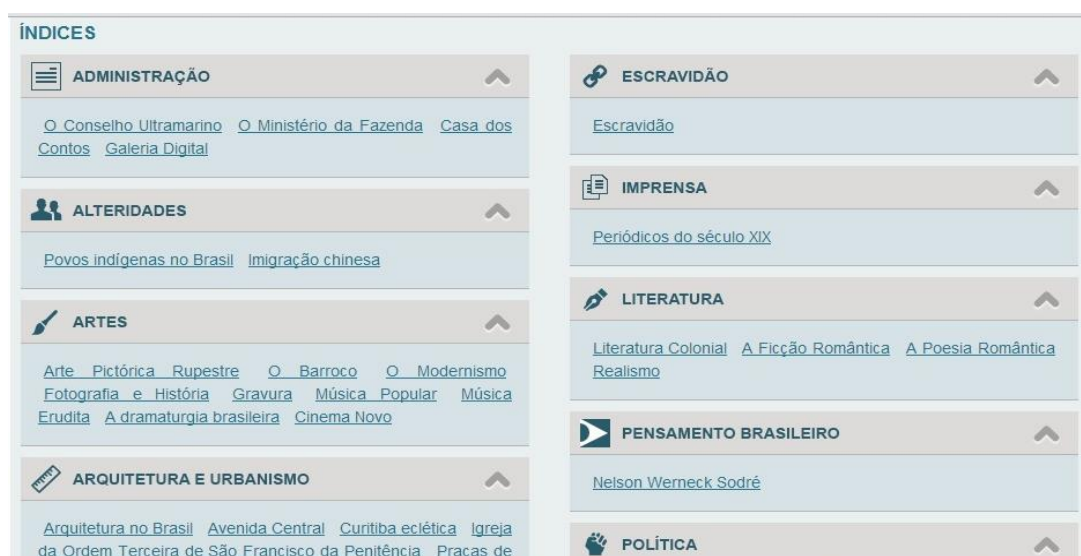 ÍNDICES
ADMINISTRAÇÃO
O Conselho Ultramarino O Ministério da Fazenda Casa dos
Contos Galeria Digital
ALTERIDADES
Povos indígenas no Brasil Imigração chinesa
ARTES
Arte Pictórica Rupestre O Barroco O Modernismo
Fotografia e História Gravura Música Popular Música
Erudita A dramaturgia brasileira Cinema Novo
ARQUITETURA E URBANISMO
Arquitetura no Brasil Avenida Central Curitiba eclética Igreja
da Ordem Terceira de São Francisco da Penitência Praças de
ESCRAVIDÃO
Escravidão
IMPRENSA
Periódicos do século XIX
LITERATURA
Literatura Colonial A Ficção Romântica A Poesia Romântica
Realismo
PENSAMENTO BRASILEIRO
Nelson Werneck Sodré
POLÍTICA